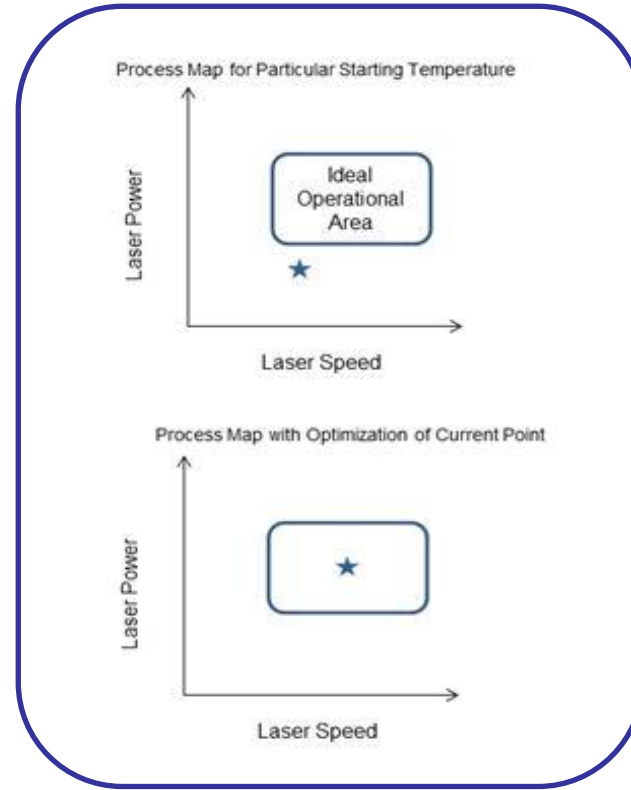 Process Map for Particular Starting Temperature
Laser Power
Ideal
Operational
Area
Laser Speed
Process Map with Optimization of Current Point
Laser Power
Laser Speed